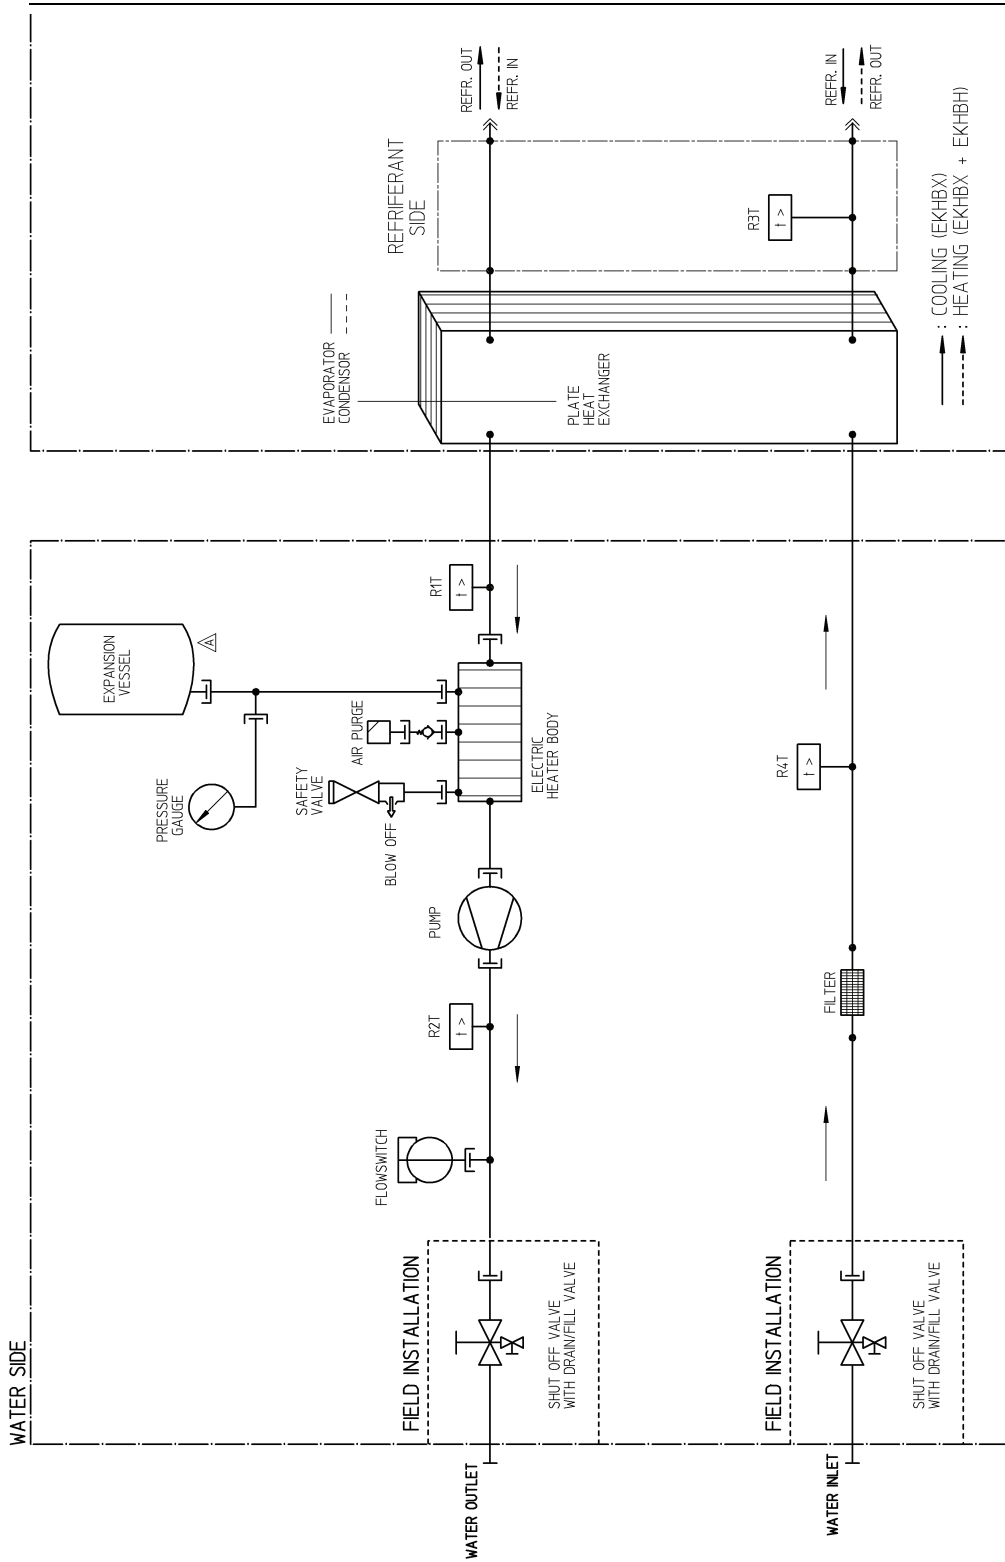 WATER SIDE
EXPANSION
VESSEL
A
PRESSURE
GAUGE
AIR PURGE
SAFETY
VALVE
BLOW OFF
ELECTRIC
HEATER BODY
R1T
t >
PUMP
R2T
t >
FLOWSWITCH
FIELD INSTALLATION
SHUT OFF VALVE
WITH DRAIN/FILL VALVE
WATER OUTLET
EVAPORATOR
CONDENSOR
PLATE
HEAT
EXCHANGER
REFRIFERANT
SIDE
REFR. OUT
REFR. IN
R3T
t >
REFR. IN
REFR. OUT
R4T
t >
FILTER
FIELD INSTALLATION
SHUT OFF VALVE
WITH DRAIN/FILL VALVE
WATER INLET
: COOLING (EKHBX)
: HEATING (EKHBX + EKHBH)